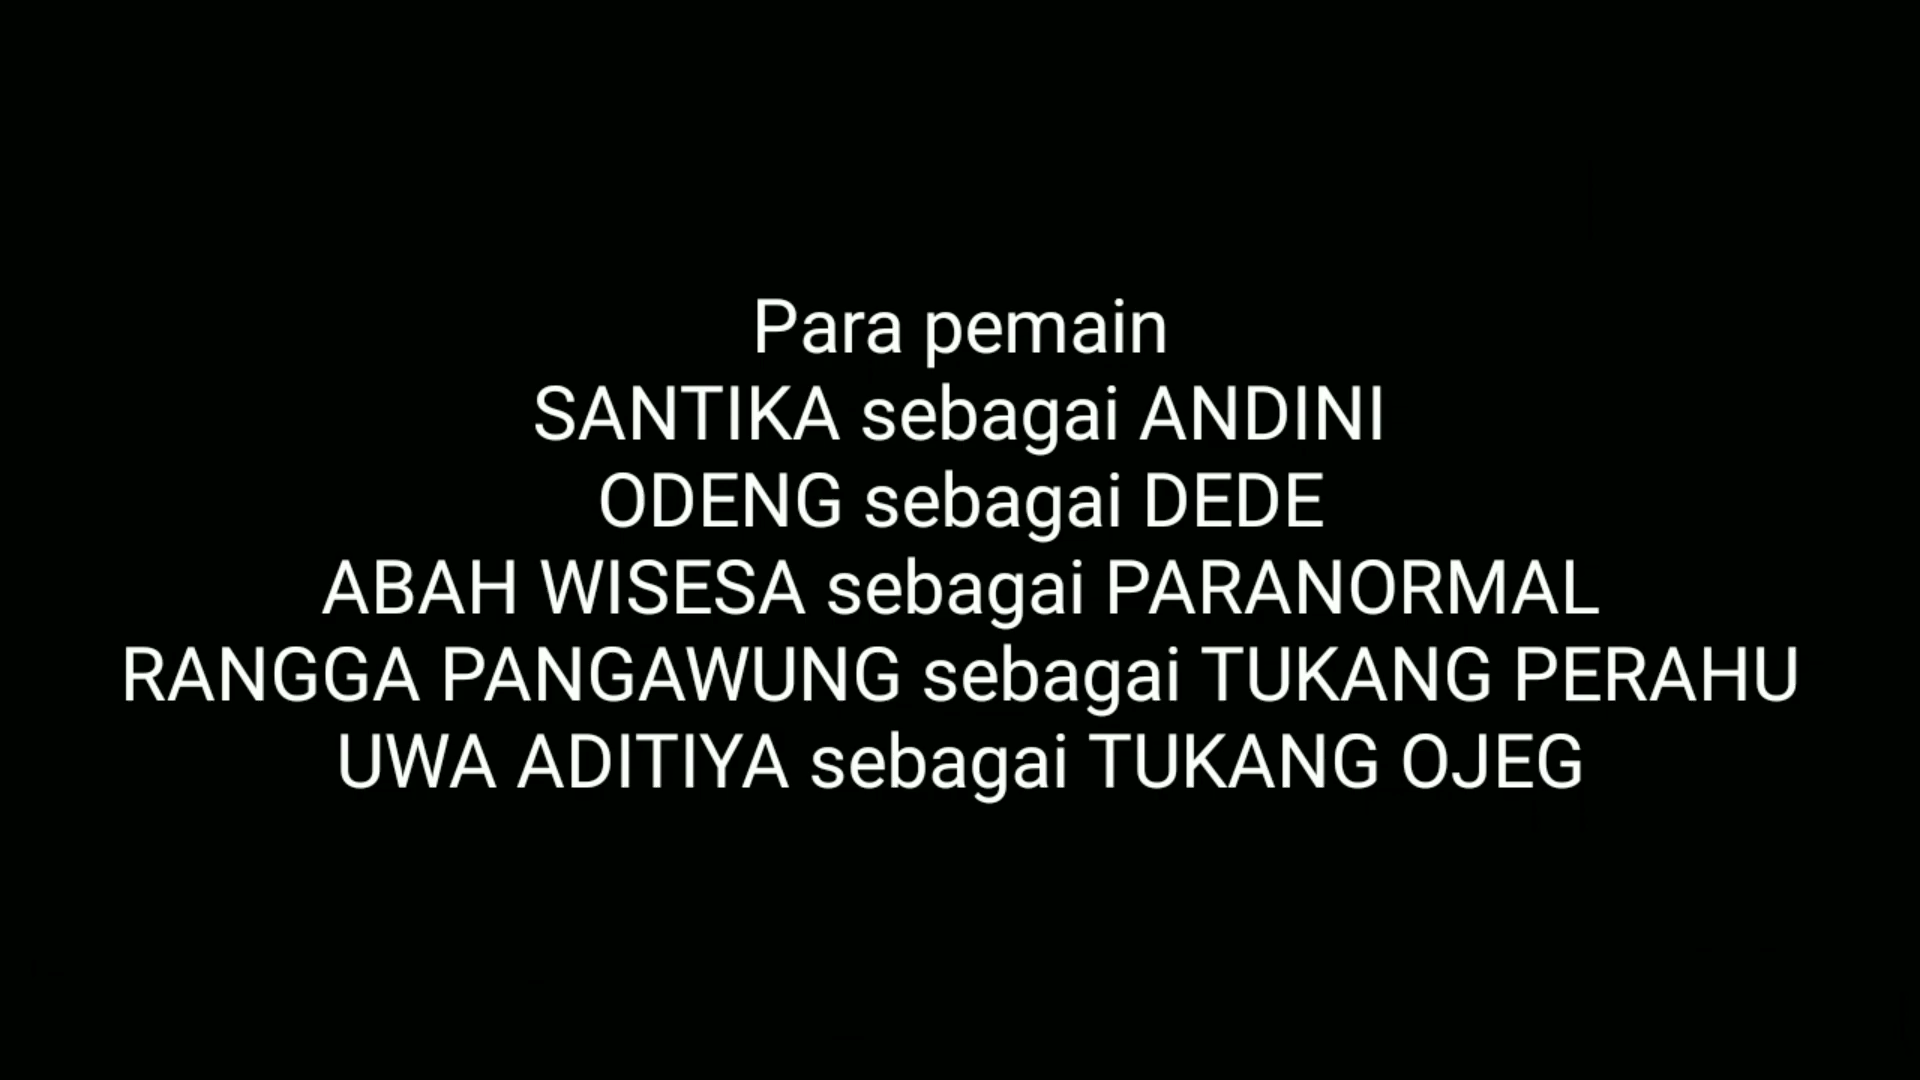 Para pemain
SANTIKA sebagai ANDINI
ODENG sebagai DEDE
ABAH WISESA sebagai PARANORMAL
RANGGA PANGAWUNG sebagai TUKANG PERAHU
UWA ADITIYA sebagai TUKANG OJEG